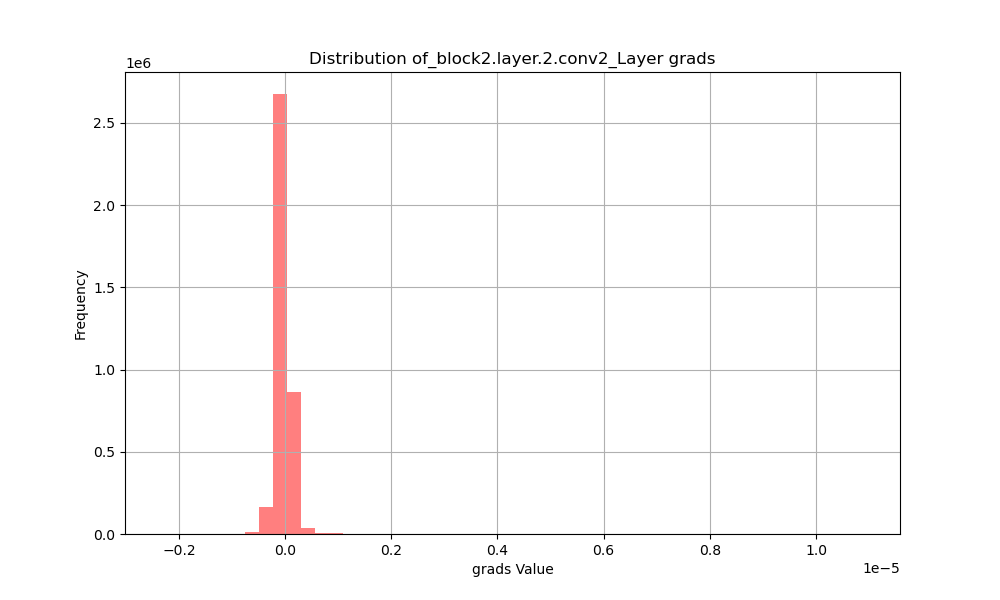 Distribution of_block2.layer.2.conv2_Layer grads
1e6
2.5
2.0
1.5
1.0
0.5
0.0
Frequency
−0.2 0.0 0.2 0.4 0.6 0.8 1.0
grads Value
1e−5